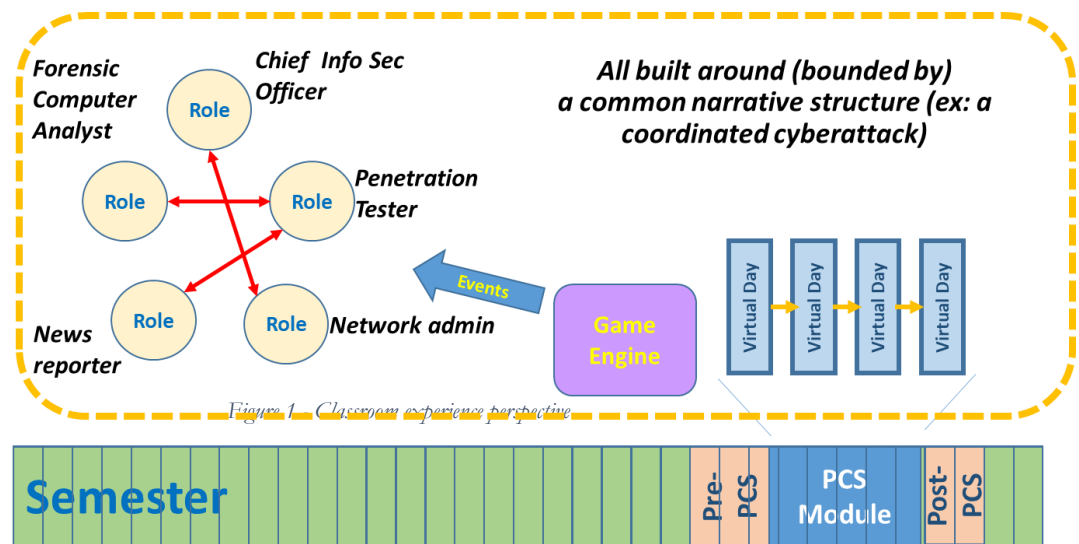 Forensic
Computer
Analyst
Chief Info Sec
Officer
Role
All built around (bounded by)
a common narrative structure (ex: a
coordinated cyberattack)
Role
Role
Penetration
Tester
Events
Virtual Day
Virtual Day
Virtual Day
Virtual Day
News
reporter
Role
Role
Network admin
Game
Engine
Figure 1 - Classroom experience perspective
Semester
Pre-
PCS
PCS
Module
Post-
PCS